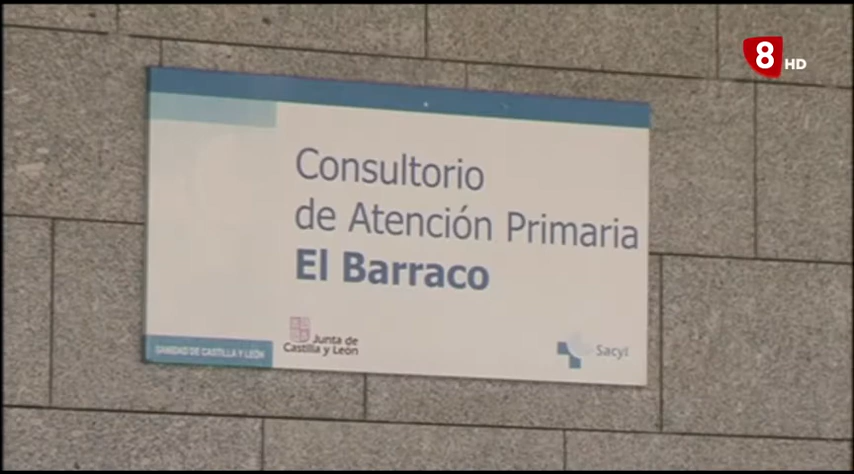 8 HD
Consultorio
de Atención Primaria
El Barraco
Junta de
Castilla y León
SANIDAD DE CASTILLA Y LEÓN
Sacyl